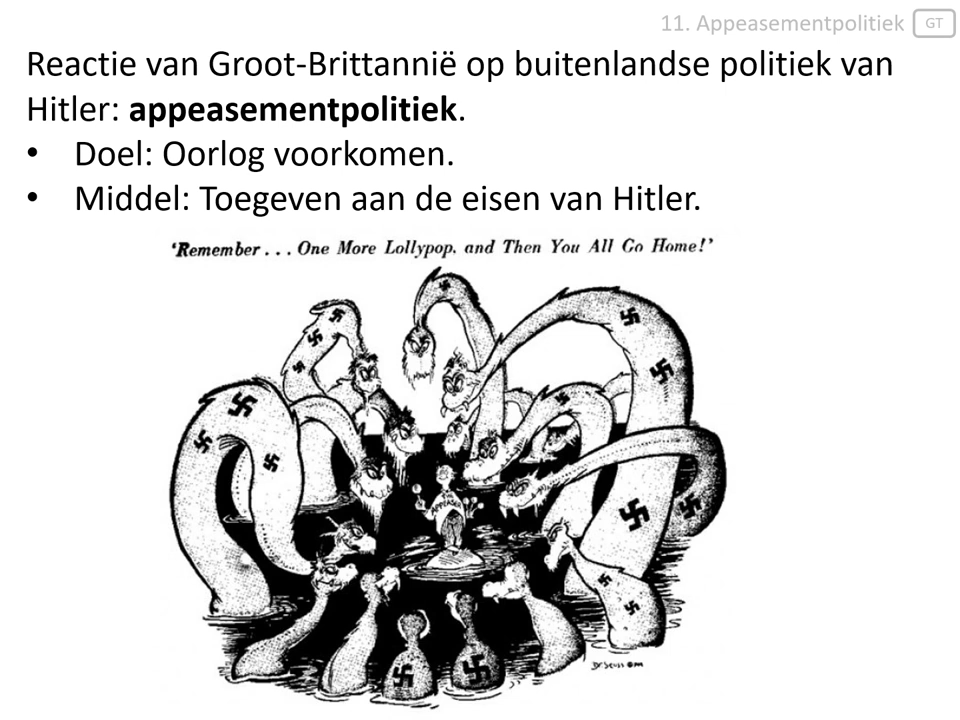 11. Appeasementpolitiek GT
Reactie van Groot-Brittannië op buitenlandse politiek van
Hitler: appeasementpolitiek.
• Doel: Oorlog voorkomen.
• Middel: Toegeven aan de eisen van Hitler.
‘Remember . . . One More Lollypop, and Then You All Go Home!’
APPEASER
Dr Seuss